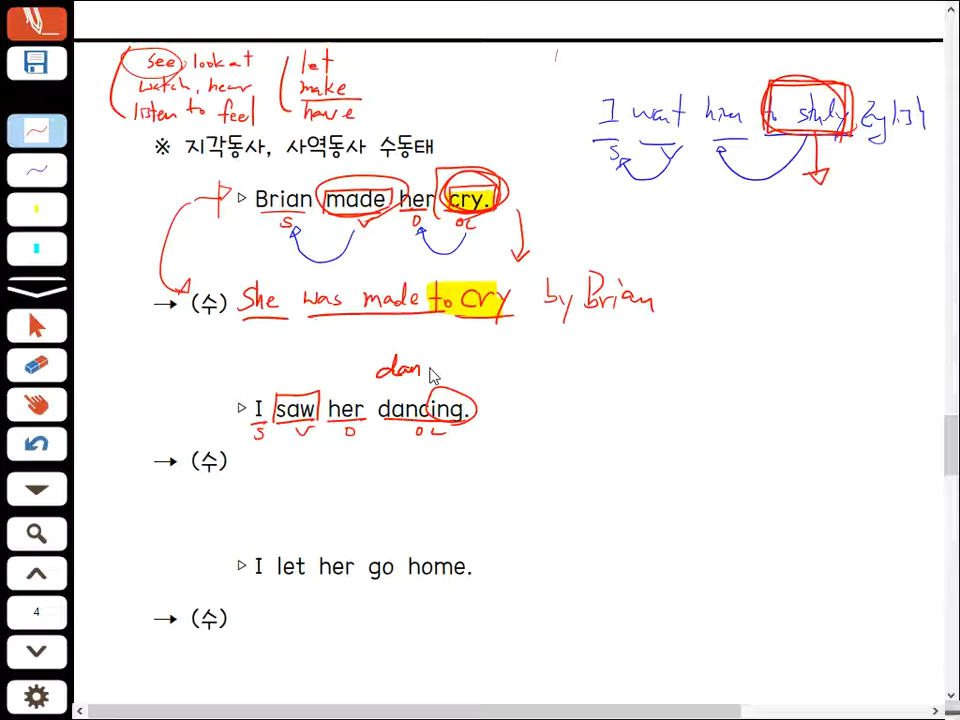 see, look at let
watch, hear make
listen to feel have
I want him to study English
S V
※ 지각동사, 사역동사 수동태
▷ Brian made her cry.
S V O OC
→ (수) She was made to cry by Brian
dan
▷ I saw her dancing.
S V O OC
→ (수)
▷ I let her go home.
→ (수)
4